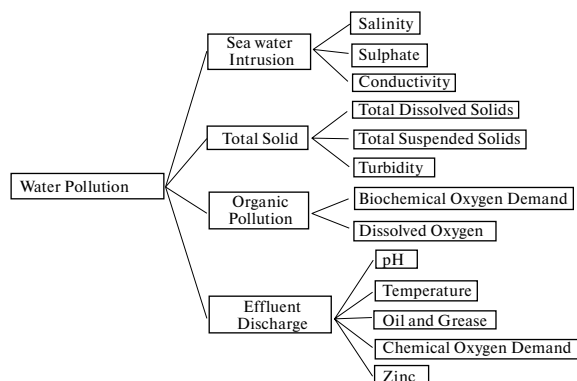 Water Pollution
Sea water
Intrusion
Salinity
Sulphate
Conductivity
Total Solid
Total Dissolved Solids
Total Suspended Solids
Turbidity
Organic
Pollution
Biochemical Oxygen Demand
Dissolved Oxygen
Effluent
Discharge
pH
Temperature
Oil and Grease
Chemical Oxygen Demand
Zinc